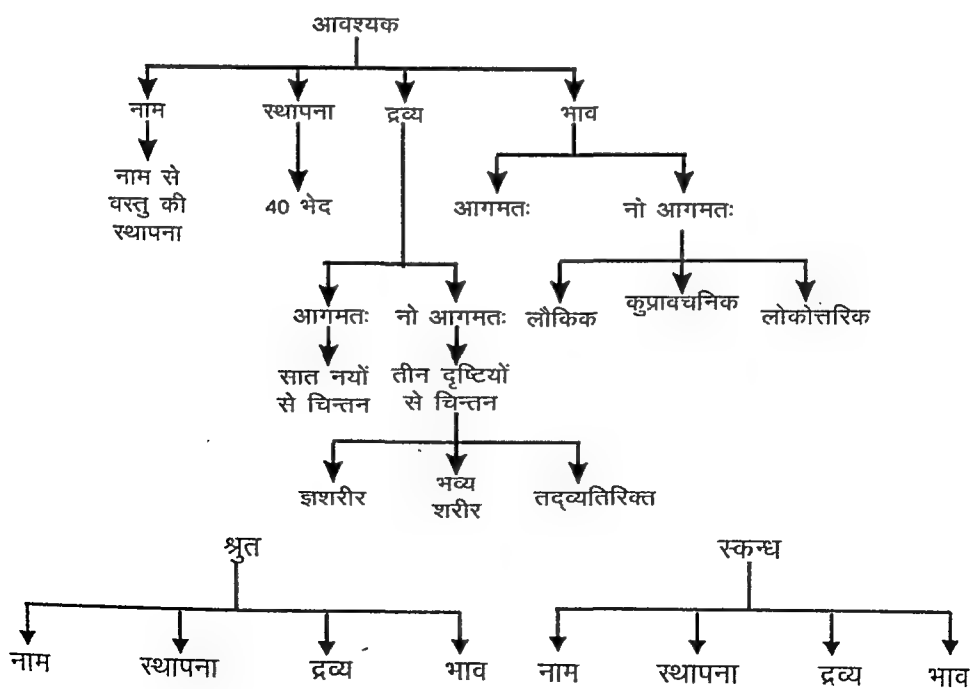 आवश्यक
नाम स्थापना द्रव्य भाव
नाम से
वस्तु की
स्थापना
40 भेद
आगमतः नो आगमतः
लौकिक कुप्रावचनिक लोकोत्तरिक
आगमतः नो आगमतः
सात नयों
से चिन्तन
तीन दृष्टियों
से चिन्तन
ज्ञशरीर
भव्य
शरीर
तद्व्यतिरिक्त
श्रुत
नाम स्थापना द्रव्य भाव
स्कन्ध
नाम स्थापना द्रव्य भाव